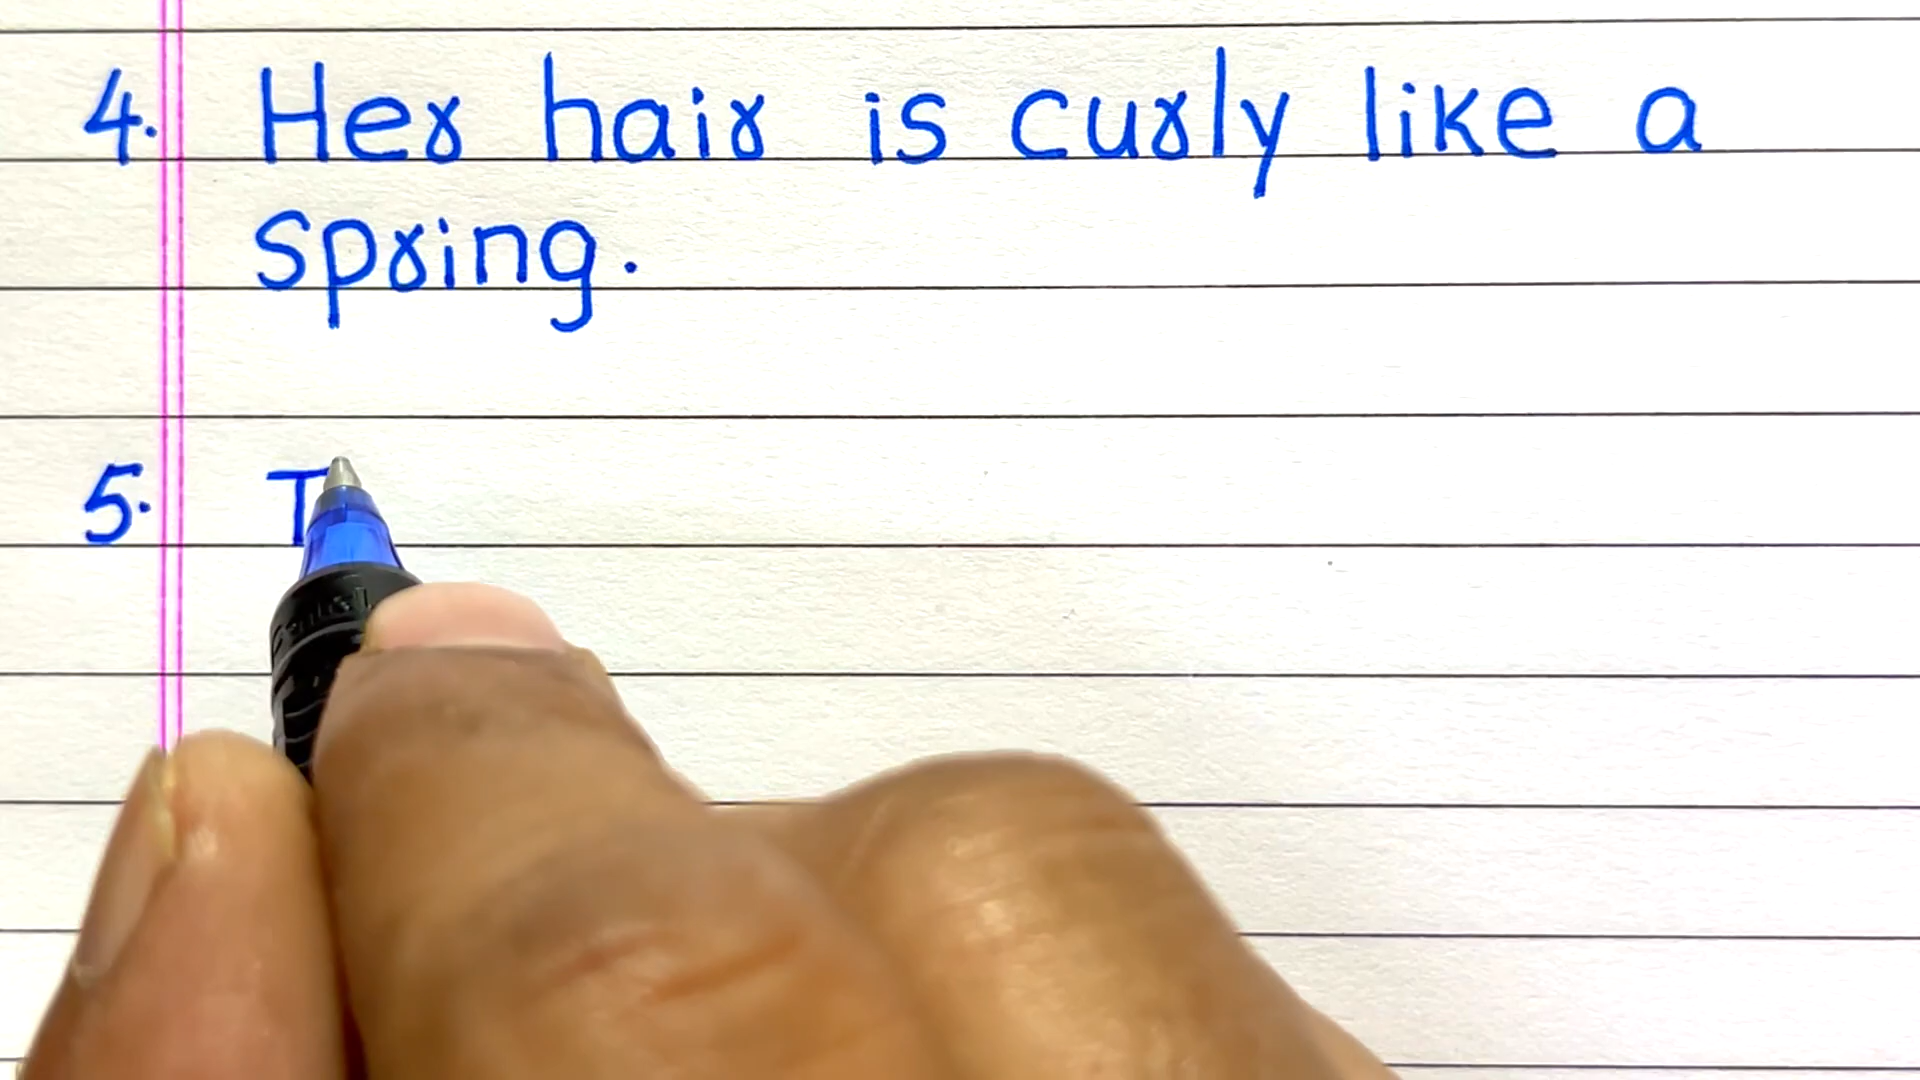 4. Her hair is curly like a
spring.
5. T